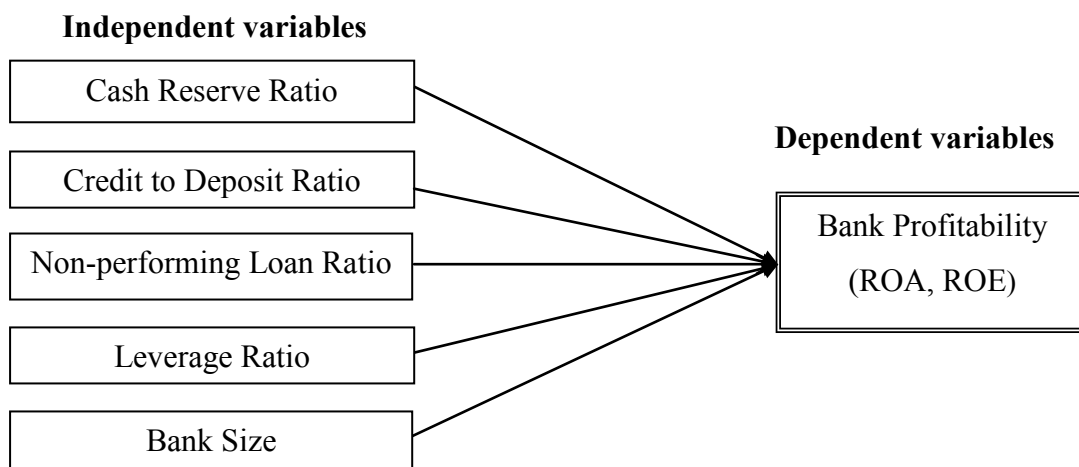 Independent variables
Cash Reserve Ratio
Credit to Deposit Ratio
Non-performing Loan Ratio
Leverage Ratio
Bank Size
Dependent variables
Bank Profitability
(ROA, ROE)